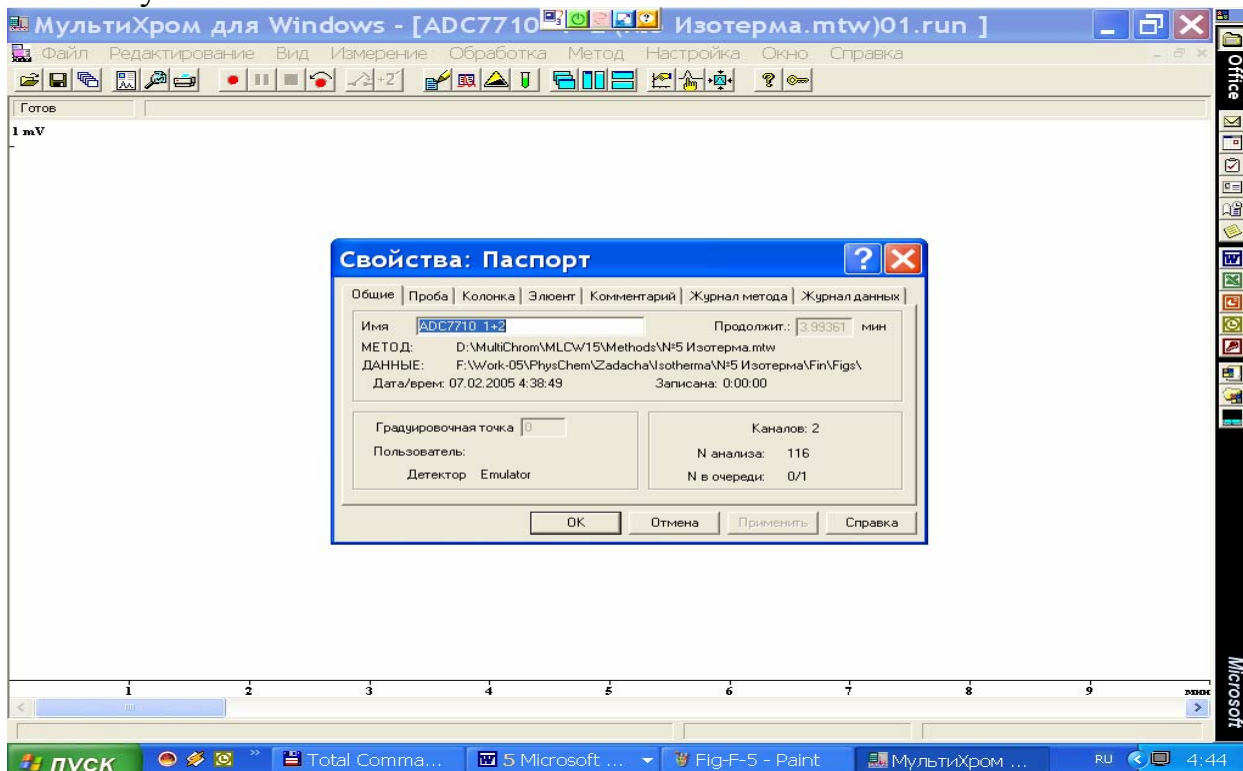 МультиХром для Windows - [ADC7710 Изотерма.mtw)01.run ]
Файл Редактирование Вид Измерение Обработка Метод Настройка Окно Справка
Готов
1 mV
Свойства: Паспорт
Общие Проба Колонка Элюент Комментарий Журнал метода Журнал данных
Имя ADC7710 1+2 Продолжит.: 3.99361 мин
МЕТОД: D:\MultiChrom\MLCW15\Methods\№5 Изотерма.mtw
ДАННЫЕ: F:\Work-05\PhysChem\Zadacha\Isotherma\№5 Изотерма\Fin\Figs\
Дата/врем: 07.02.2005 4:38:49 Записана: 0:00:00
Градуировочная точка 0 Каналов: 2
Пользователь: N анализа: 116
Детектор Emulator N в очереди: 0/1
OK Отмена Применить Справка
1 2 3 4 5 6 7 8 9 мин
Office
Microsoft
пуск Total Comma... 5 Microsoft ... Fig-F-5 - Paint МультиХром ... RU 4:44